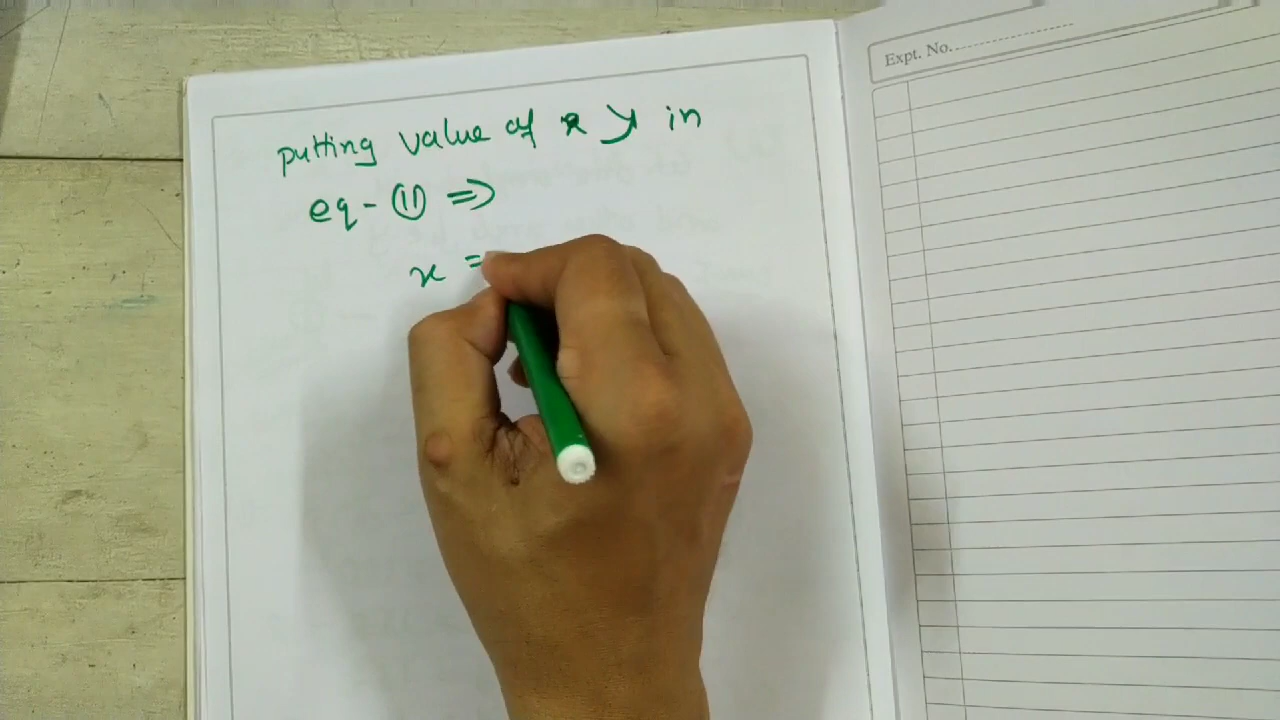 putting value of x y in
eq-(11) ⇒
x =
Expt. No.